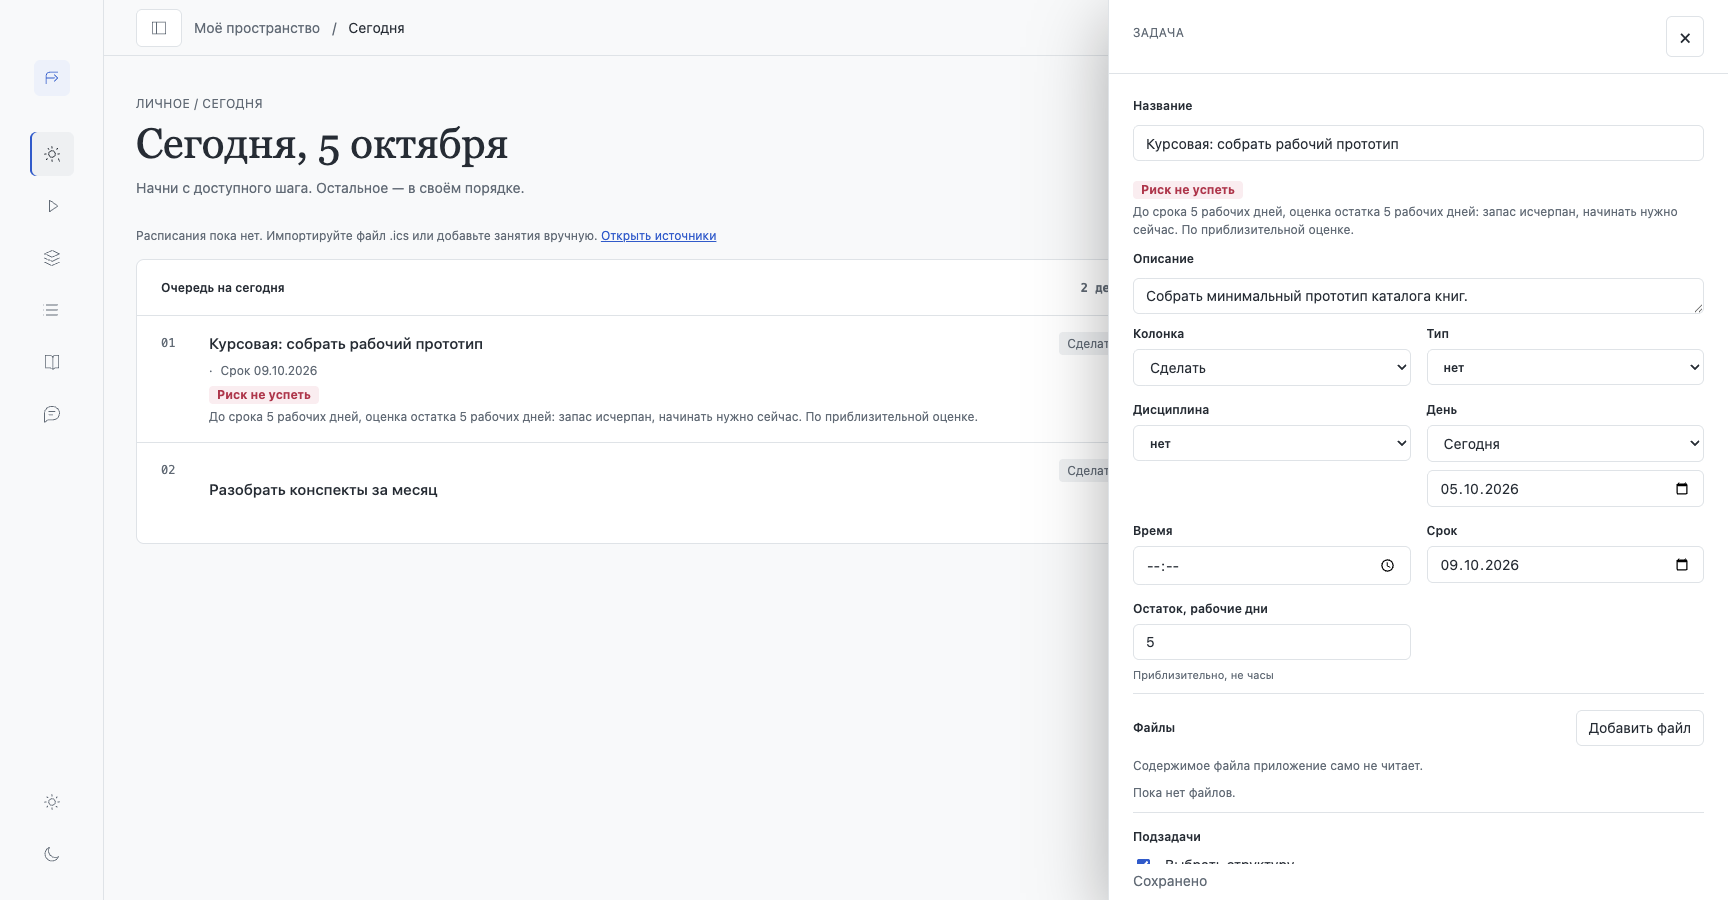 Моё пространство / Сегодня
ЛИЧНОЕ / СЕГОДНЯ
Сегодня, 5 октября
Начни с доступного шага. Остальное — в своём порядке.
Расписания пока нет. Импортируйте файл .ics или добавьте занятия вручную. Открыть источники
Очередь на сегодня
2 де
01
Курсовая: собрать рабочий прототип
Сделат
· Срок 09.10.2026
Риск не успеть
До срока 5 рабочих дней, оценка остатка 5 рабочих дней: запас исчерпан, начинать нужно сейчас. По приблизительной оценке.
02
Сделат
Разобрать конспекты за месяц
ЗАДАЧА
Название
Курсовая: собрать рабочий прототип
Риск не успеть
До срока 5 рабочих дней, оценка остатка 5 рабочих дней: запас исчерпан, начинать нужно
сейчас. По приблизительной оценке.
Описание
Собрать минимальный прототип каталога книг.
Колонка
Тип
Сделать
нет
Дисциплина
День
нет
Сегодня
05.10.2026
Время
Срок
--:--
09.10.2026
Остаток, рабочие дни
5
Приблизительно, не часы
Файлы
Добавить файл
Содержимое файла приложение само не читает.
Пока нет файлов.
Подзадачи
Выбрать структуру
Сохранено